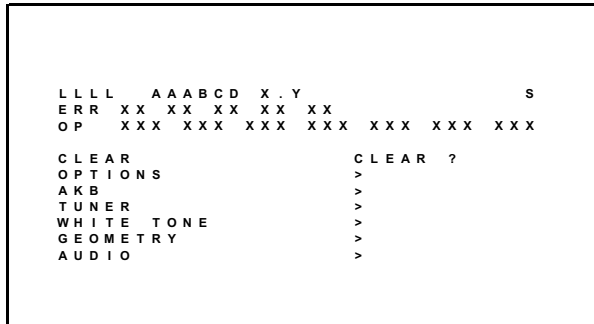 LLLL AAABCD X.Y S
ERR XX XX XX XX XX
OP XXX XXX XXX XXX XXX XXX XXX
CLEAR CLEAR ?
OPTIONS >
AKB >
TUNER >
WHITE TONE >
GEOMETRY >
AUDIO >